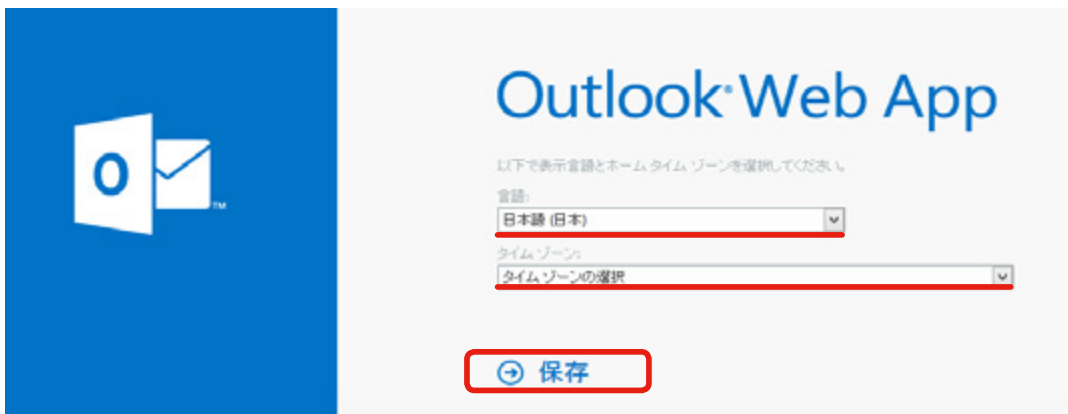 Outlook® Web App
以下で表示言語とホーム タイム ゾーンを選択してください。
言語:
日本語 (日本)
タイム ゾーン:
タイム ゾーンの選択
保存
O
TM